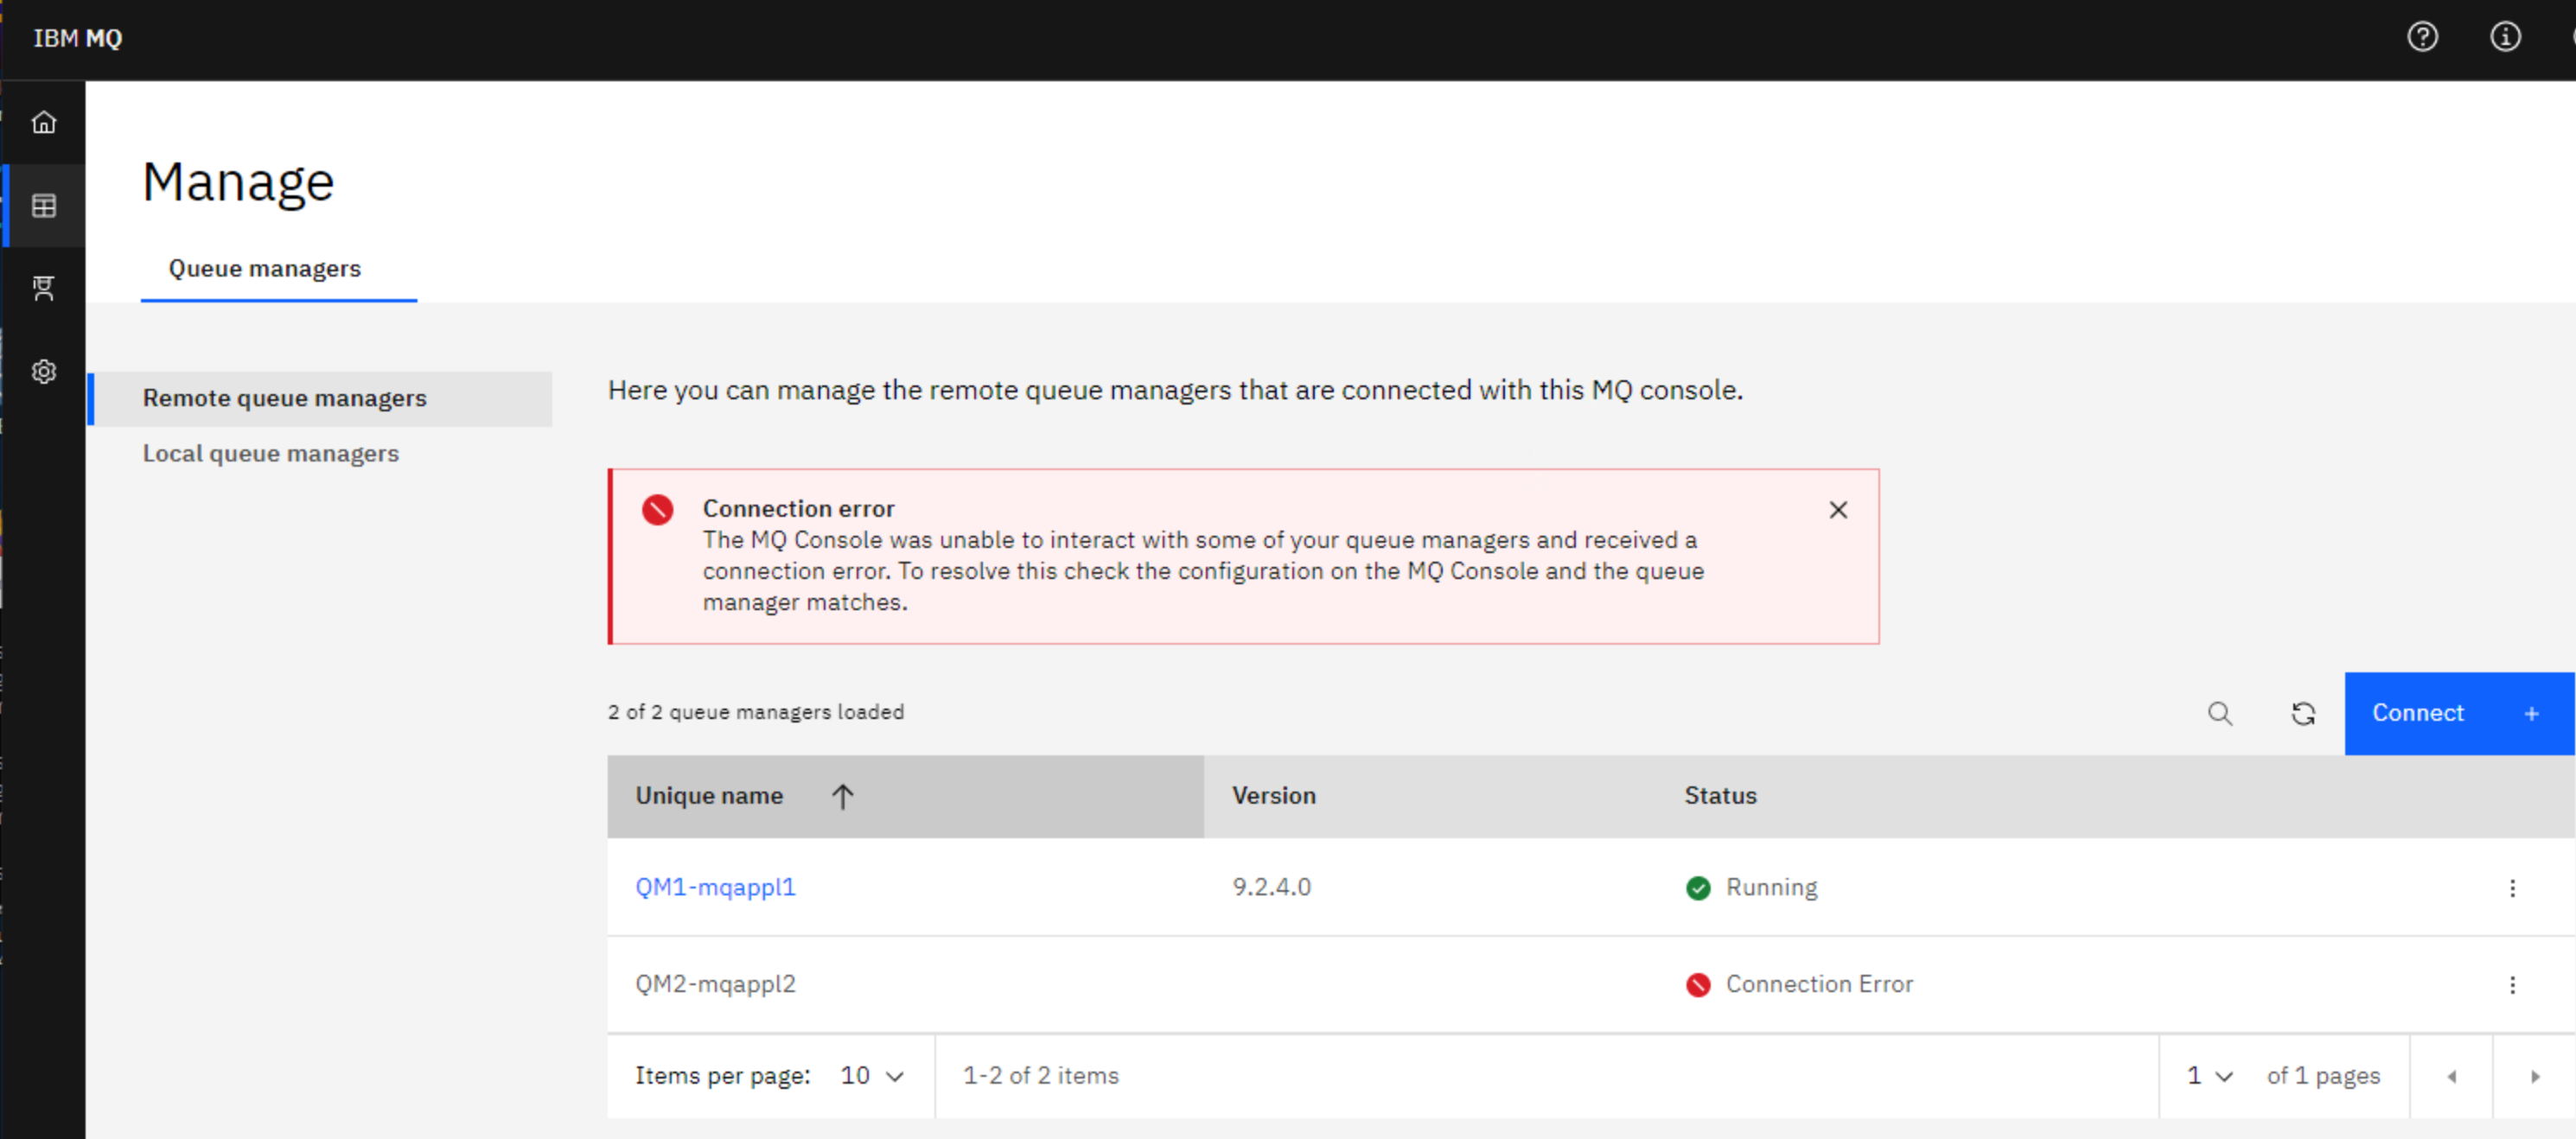 IBM MQ
Manage
Queue managers
Remote queue managers
Local queue managers
Here you can manage the remote queue managers that are connected with this MQ console.
Connection error
The MQ Console was unable to interact with some of your queue managers and received a
connection error. To resolve this check the configuration on the MQ Console and the queue
manager matches.
2 of 2 queue managers loaded
Connect +
Unique name Version Status
QM1-mqappl1 9.2.4.0 Running
QM2-mqappl2 Connection Error
Items per page: 10 1-2 of 2 items 1 of 1 pages